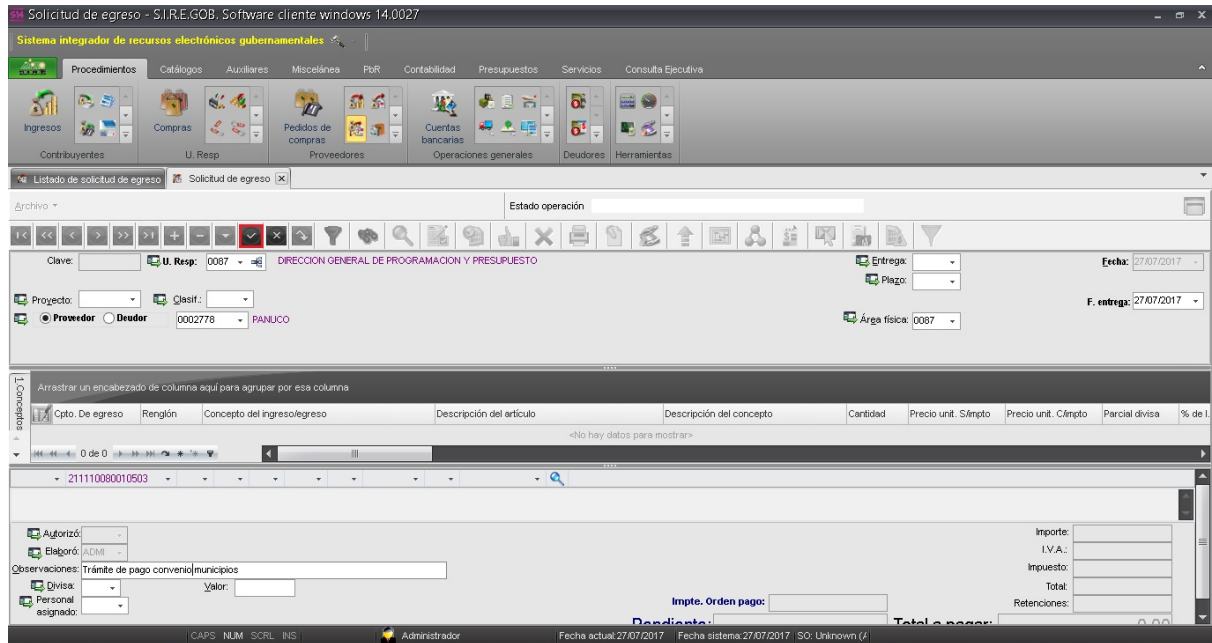 Solicitud de egreso - S.I.R.E.GOB. Software cliente windows 14.0027
Sistema integrador de recursos electrónicos gubernamentales
Procedimientos Catálogos Auxiliares Miscelánea PbR Contabilidad Presupuestos Servicios Consulta Ejecutiva
Ingresos Compras Pedidos de compras Cuentas bancarias
Contribuyentes U. Resp Proveedores Operaciones generales Deudores Herramientas
Listado de solicitud de egreso Solicitud de egreso
Archivo Estado operación
Clave: U. Resp: 0087 DIRECCION GENERAL DE PROGRAMACION Y PRESUPUESTO Entrega: Fecha: 27/07/2017
Plazo:
Proyecto: Clasif.: F. entrega: 27/07/2017
Proveedor Deudor 0002778 PANUCO Área física: 0087
1.Conceptos
Arrastrar un encabezado de columna aquí para agrupar por esa columna
Cpto. De egreso Renglón Concepto del ingreso/egreso Descripción del artículo Descripción del concepto Cantidad Precio unit. S/Impto Precio unit. C/Impto Parcial divisa % de I.
<No hay datos para mostrar>
0 de 0
211110080010503
Autorizó: Importe:
Elaboró: ADMI I.V.A.:
Observaciones: Trámite de pago convenio municipios Impuesto:
Divisa: Valor: Total:
Personal asignado: Impte. Orden pago: Retenciones:
Pendiente: Total a pagar: 0.00
CAPS NUM SCRL INS Administrador Fecha actual:27/07/2017 Fecha sistema:27/07/2017 SO: Unknown (/